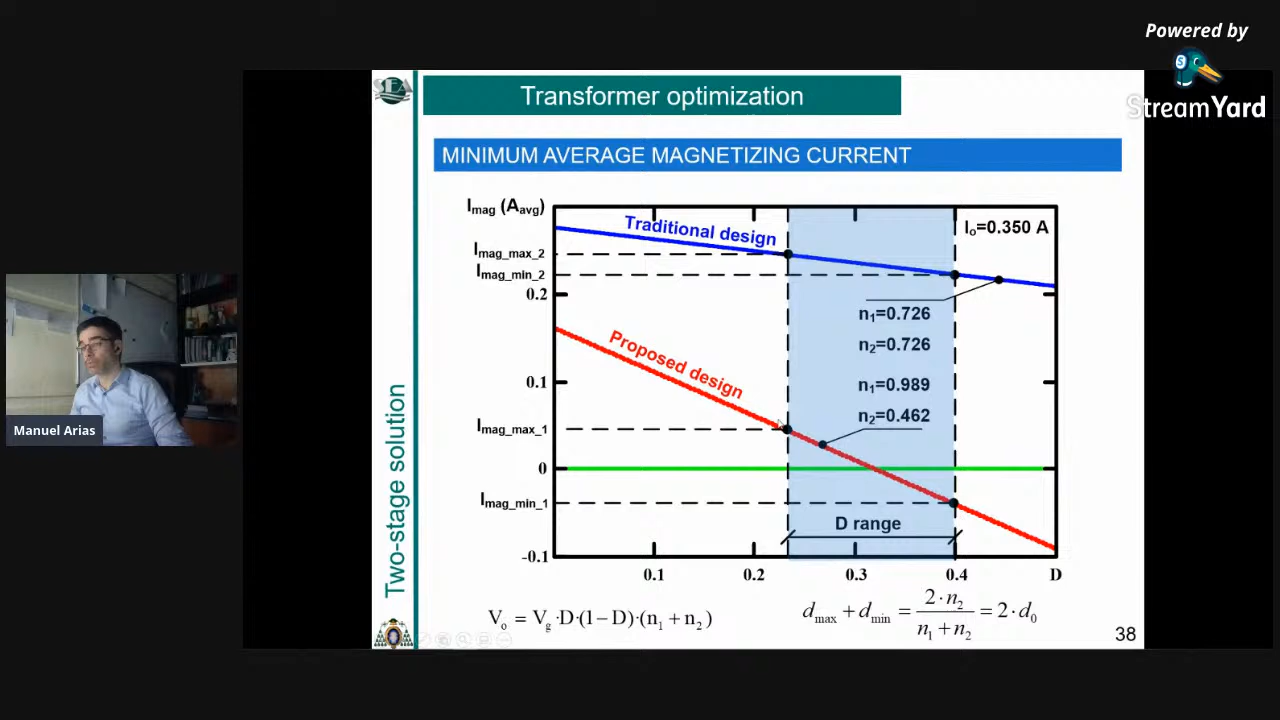 Powered by
StreamYard
SEA
Transformer optimization
MINIMUM AVERAGE MAGNETIZING CURRENT
Imag (Aavg)
Io=0.350 A
Traditional design
Imag_max_2
Imag_min_2
0.2
n1=0.726
n2=0.726
Proposed design
0.1
n1=0.989
n2=0.462
Imag_max_1
0
Imag_min_1
D range
-0.1
0.1 0.2 0.3 0.4 D
Vo = Vg·D·(1−D)·(n1 + n2)
dmax + dmin = 2·n2 / n1 + n2 = 2·d0
38
Two-stage solution
Manuel Arias